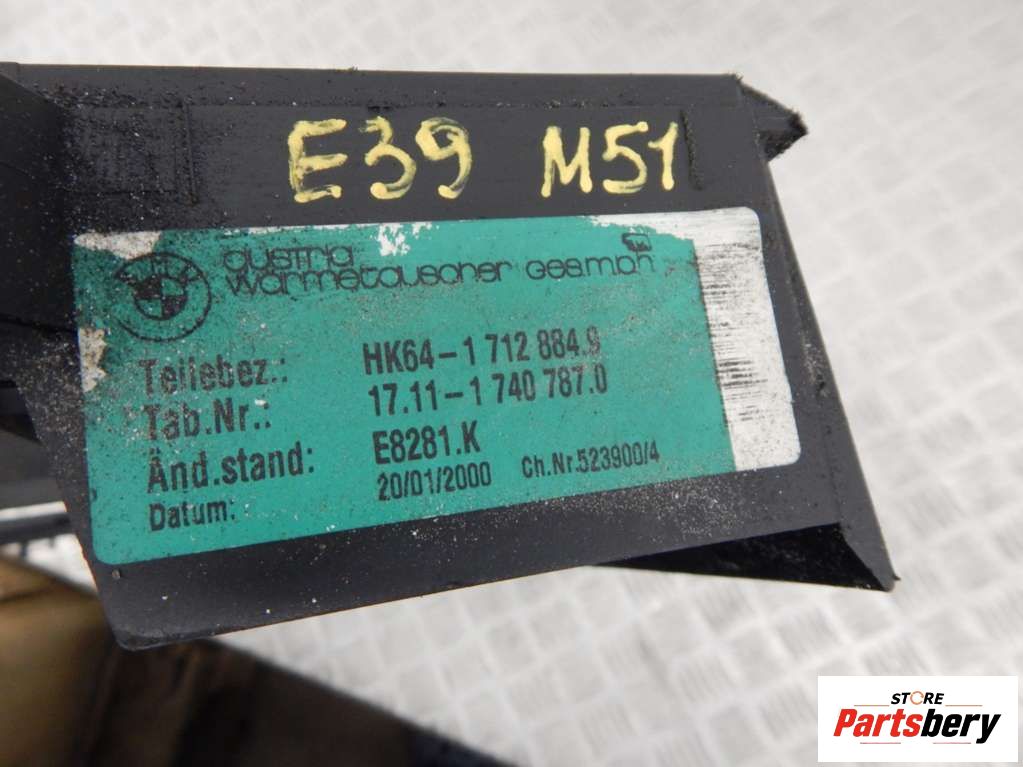 E39 M51
austria
wärmetauscher Ges.m.b.h
Teilebez.: HK64-1 712 884.9
Tab.Nr.: 17.11-1 740 787.0
Änd.stand: E8281.K
Datum: 20/01/2000 Ch.Nr.523900/4
STORE
Partsbery